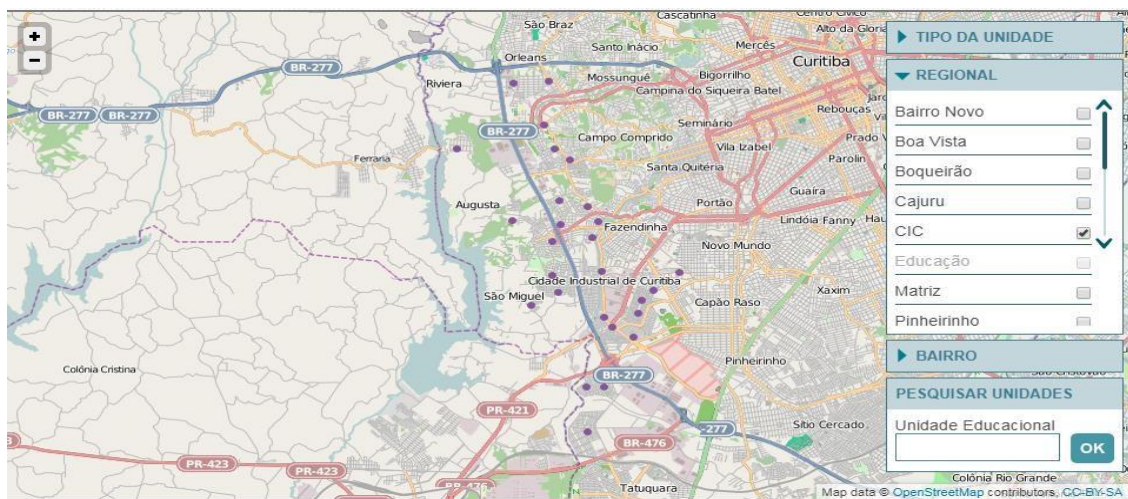 Cascatinha
Centro Cívico
São Braz
Alto da Glória
Orleans
Santo Inácio
Mercês
Curitiba
+
-
BR-277
Riviera
Mossunguê
Bigorrilho
Campina do Siqueira Batel
Rebouças
BR-277
BR-277
BR-277
Seminário
Campo Comprido
Vila Izabel
Prado V
Ferraria
Parolin
Santa Quitéria
Guaíra
Augusta
Portão
Fazendinha
Lindóia Fanny
Hau
Novo Mundo
Cidade Industrial de Curitiba
São Miguel
Capão Raso
Xaxim
Pinheirinho
Colônia Cristina
BR-277
PR-421
Sítio Cercado
-277
BR-476
PR-423
PR-423
BR-476
Tatuquara
Colônia Rio Grande
TIPO DA UNIDADE
REGIONAL
Bairro Novo
Boa Vista
Boqueirão
Cajuru
CIC
Educação
Matriz
Pinheirinho
BAIRRO
PESQUISAR UNIDADES
Unidade Educacional
OK
Map data © OpenStreetMap contributors, CC-BY-SA